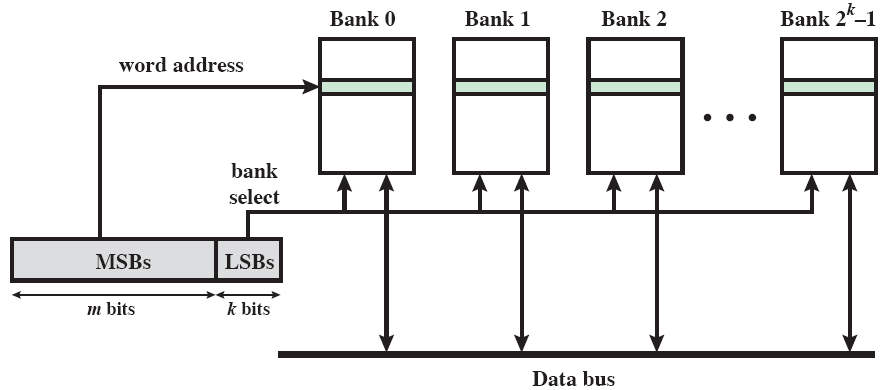 Bank 0 Bank 1 Bank 2 Bank 2^k–1
word address
bank
select
MSBs LSBs
m bits k bits
Data bus